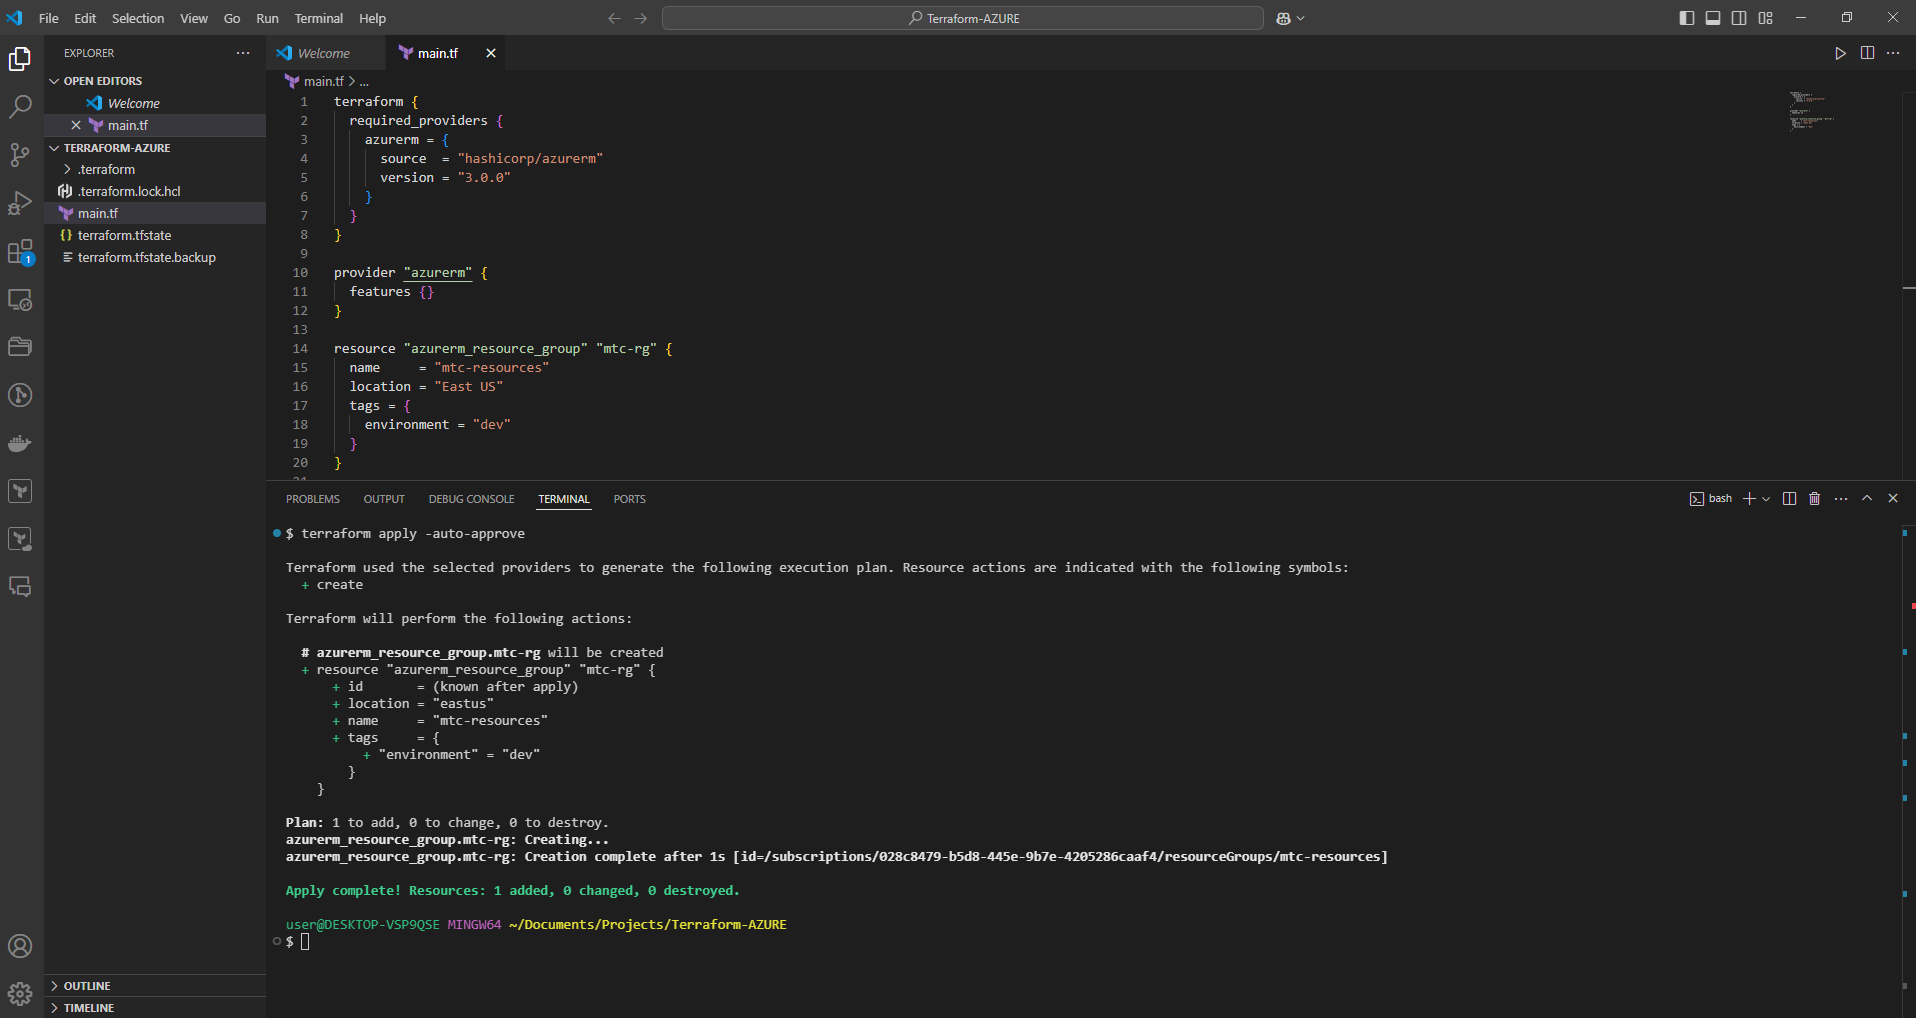 File Edit Selection View Go Run Terminal Help
Terraform-AZURE
EXPLORER
OPEN EDITORS
Welcome
main.tf
TERRAFORM-AZURE
.terraform
.terraform.lock.hcl
main.tf
terraform.tfstate
terraform.tfstate.backup
1
OUTLINE
TIMELINE
Welcome main.tf
main.tf > ...
1 terraform {
2 required_providers {
3 azurerm = {
4 source = "hashicorp/azurerm"
5 version = "3.0.0"
6 }
7 }
8 }
9
10 provider "azurerm" {
11 features {}
12 }
13
14 resource "azurerm_resource_group" "mtc-rg" {
15 name = "mtc-resources"
16 location = "East US"
17 tags = {
18 environment = "dev"
19 }
20 }
PROBLEMS OUTPUT DEBUG CONSOLE TERMINAL PORTS
bash
$ terraform apply -auto-approve
Terraform used the selected providers to generate the following execution plan. Resource actions are indicated with the following symbols:
+ create
Terraform will perform the following actions:
# azurerm_resource_group.mtc-rg will be created
+ resource "azurerm_resource_group" "mtc-rg" {
+ id = (known after apply)
+ location = "eastus"
+ name = "mtc-resources"
+ tags = {
+ "environment" = "dev"
}
}
Plan: 1 to add, 0 to change, 0 to destroy.
azurerm_resource_group.mtc-rg: Creating...
azurerm_resource_group.mtc-rg: Creation complete after 1s [id=/subscriptions/028c8479-b5d8-445e-9b7e-4205286caaf4/resourceGroups/mtc-resources]
Apply complete! Resources: 1 added, 0 changed, 0 destroyed.
user@DESKTOP-VSP9QSE MINGW64 ~/Documents/Projects/Terraform-AZURE
$